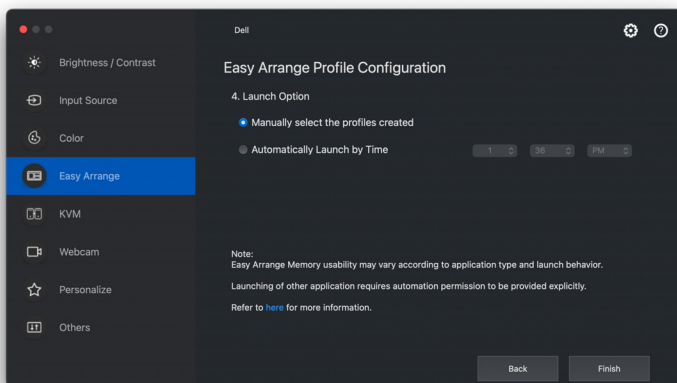 Dell
Brightness / Contrast
Input Source
Color
Easy Arrange
KVM
Webcam
Personalize
Others
Easy Arrange Profile Configuration
4. Launch Option
Manually select the profiles created
Automatically Launch by Time
1 36 PM
Note:
Easy Arrange Memory usability may vary according to application type and launch behavior.
Launching of other application requires automation permission to be provided explicitly.
Refer to here for more information.
Back Finish